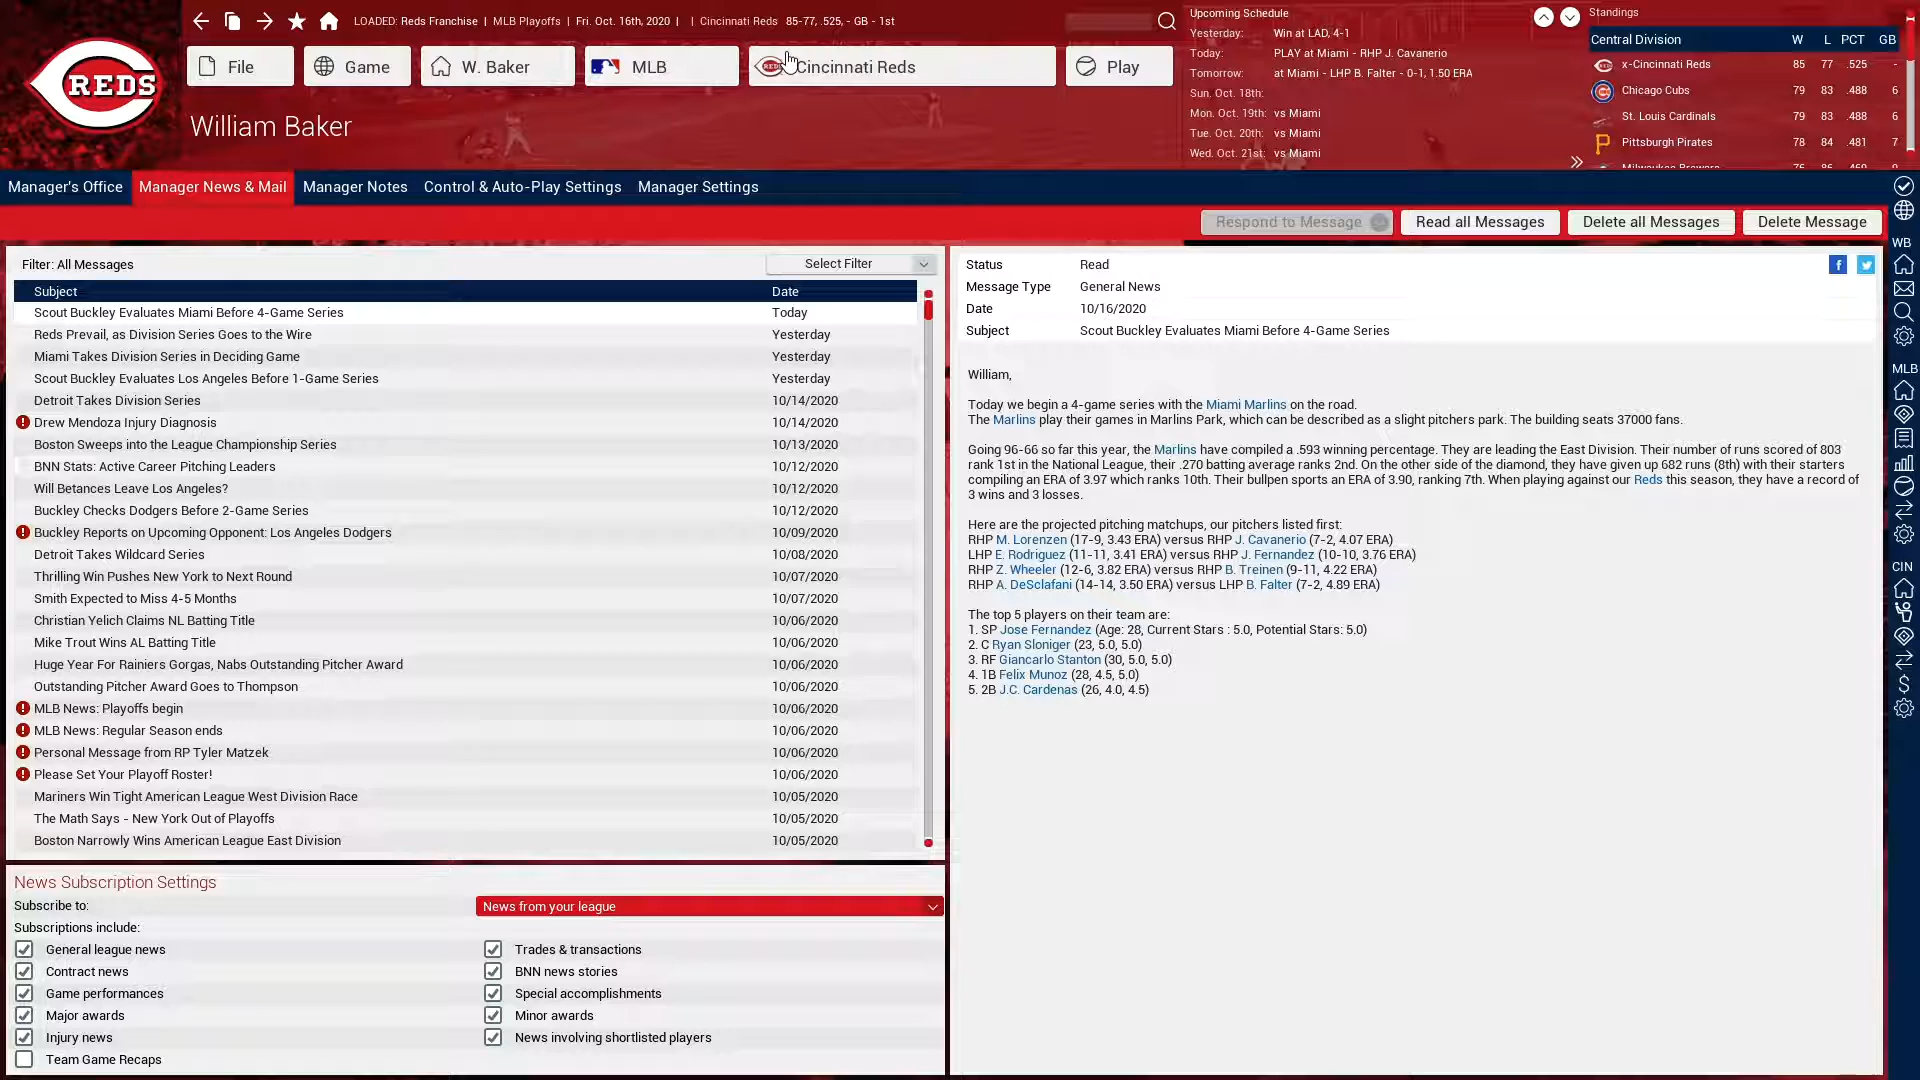 LOADED: Reds Franchise | MLB Playoffs | Fri. Oct. 16th, 2020 | | Cincinnati Reds 85-77, .525, - GB - 1st
File
Game
W. Baker
MLB
Cincinnati Reds
Play
REDS
William Baker
Upcoming Schedule
Yesterday: Win at LAD, 4-1
Today: PLAY at Miami - RHP J. Cavanerio
Tomorrow: at Miami - LHP B. Falter - 0-1, 1.50 ERA
Sun. Oct. 18th:
Mon. Oct. 19th: vs Miami
Tue. Oct. 20th: vs Miami
Wed. Oct. 21st: vs Miami
Standings
Central Division W L PCT GB
x-Cincinnati Reds 85 77 .525 -
Chicago Cubs 79 83 .488 6
St. Louis Cardinals 79 83 .488 6
Pittsburgh Pirates 78 84 .481 7
Manager's Office
Manager News & Mail
Manager Notes
Control & Auto-Play Settings
Manager Settings
Respond to Message
Read all Messages
Delete all Messages
Delete Message
Filter: All Messages
Select Filter
Subject Date
Scout Buckley Evaluates Miami Before 4-Game Series Today
Reds Prevail, as Division Series Goes to the Wire Yesterday
Miami Takes Division Series in Deciding Game Yesterday
Scout Buckley Evaluates Los Angeles Before 1-Game Series Yesterday
Detroit Takes Division Series 10/14/2020
Drew Mendoza Injury Diagnosis 10/14/2020
Boston Sweeps into the League Championship Series 10/13/2020
BNN Stats: Active Career Pitching Leaders 10/12/2020
Will Betances Leave Los Angeles? 10/12/2020
Buckley Checks Dodgers Before 2-Game Series 10/12/2020
Buckley Reports on Upcoming Opponent: Los Angeles Dodgers 10/09/2020
Detroit Takes Wildcard Series 10/08/2020
Thrilling Win Pushes New York to Next Round 10/07/2020
Smith Expected to Miss 4-5 Months 10/07/2020
Christian Yelich Claims NL Batting Title 10/06/2020
Mike Trout Wins AL Batting Title 10/06/2020
Huge Year For Rainiers Gorgas, Nabs Outstanding Pitcher Award 10/06/2020
Outstanding Pitcher Award Goes to Thompson 10/06/2020
MLB News: Playoffs begin 10/06/2020
MLB News: Regular Season ends 10/06/2020
Personal Message from RP Tyler Matzek 10/06/2020
Please Set Your Playoff Roster! 10/06/2020
Mariners Win Tight American League West Division Race 10/05/2020
The Math Says - New York Out of Playoffs 10/05/2020
Boston Narrowly Wins American League East Division 10/05/2020
News Subscription Settings
Subscribe to: News from your league
Subscriptions include:
General league news
Trades & transactions
Contract news
BNN news stories
Game performances
Special accomplishments
Major awards
Minor awards
Injury news
News involving shortlisted players
Team Game Recaps
Status Read
Message Type General News
Date 10/16/2020
Subject Scout Buckley Evaluates Miami Before 4-Game Series
William,
Today we begin a 4-game series with the Miami Marlins on the road.
The Marlins play their games in Marlins Park, which can be described as a slight pitchers park. The building seats 37000 fans.
Going 96-66 so far this year, the Marlins have compiled a .593 winning percentage. They are leading the East Division. Their number of runs scored of 803
rank 1st in the National League, their .270 batting average ranks 2nd. On the other side of the diamond, they have given up 682 runs (8th) with their starters
compiling an ERA of 3.97 which ranks 10th. Their bullpen sports an ERA of 3.90, ranking 7th. When playing against our Reds this season, they have a record of
3 wins and 3 losses.
Here are the projected pitching matchups, our pitchers listed first:
RHP M. Lorenzen (17-9, 3.43 ERA) versus RHP J. Cavanerio (7-2, 4.07 ERA)
LHP E. Rodriguez (11-11, 3.41 ERA) versus RHP J. Fernandez (10-10, 3.76 ERA)
RHP Z. Wheeler (12-6, 3.82 ERA) versus RHP B. Treinen (9-11, 4.22 ERA)
RHP A. DeSclafani (14-14, 3.50 ERA) versus LHP B. Falter (7-2, 4.89 ERA)
The top 5 players on their team are:
1. SP Jose Fernandez (Age: 28, Current Stars : 5.0, Potential Stars: 5.0)
2. C Ryan Sloniger (23, 5.0, 5.0)
3. RF Giancarlo Stanton (30, 5.0, 5.0)
4. 1B Felix Munoz (28, 4.5, 5.0)
5. 2B J.C. Cardenas (26, 4.0, 4.5)
WB
MLB
CIN